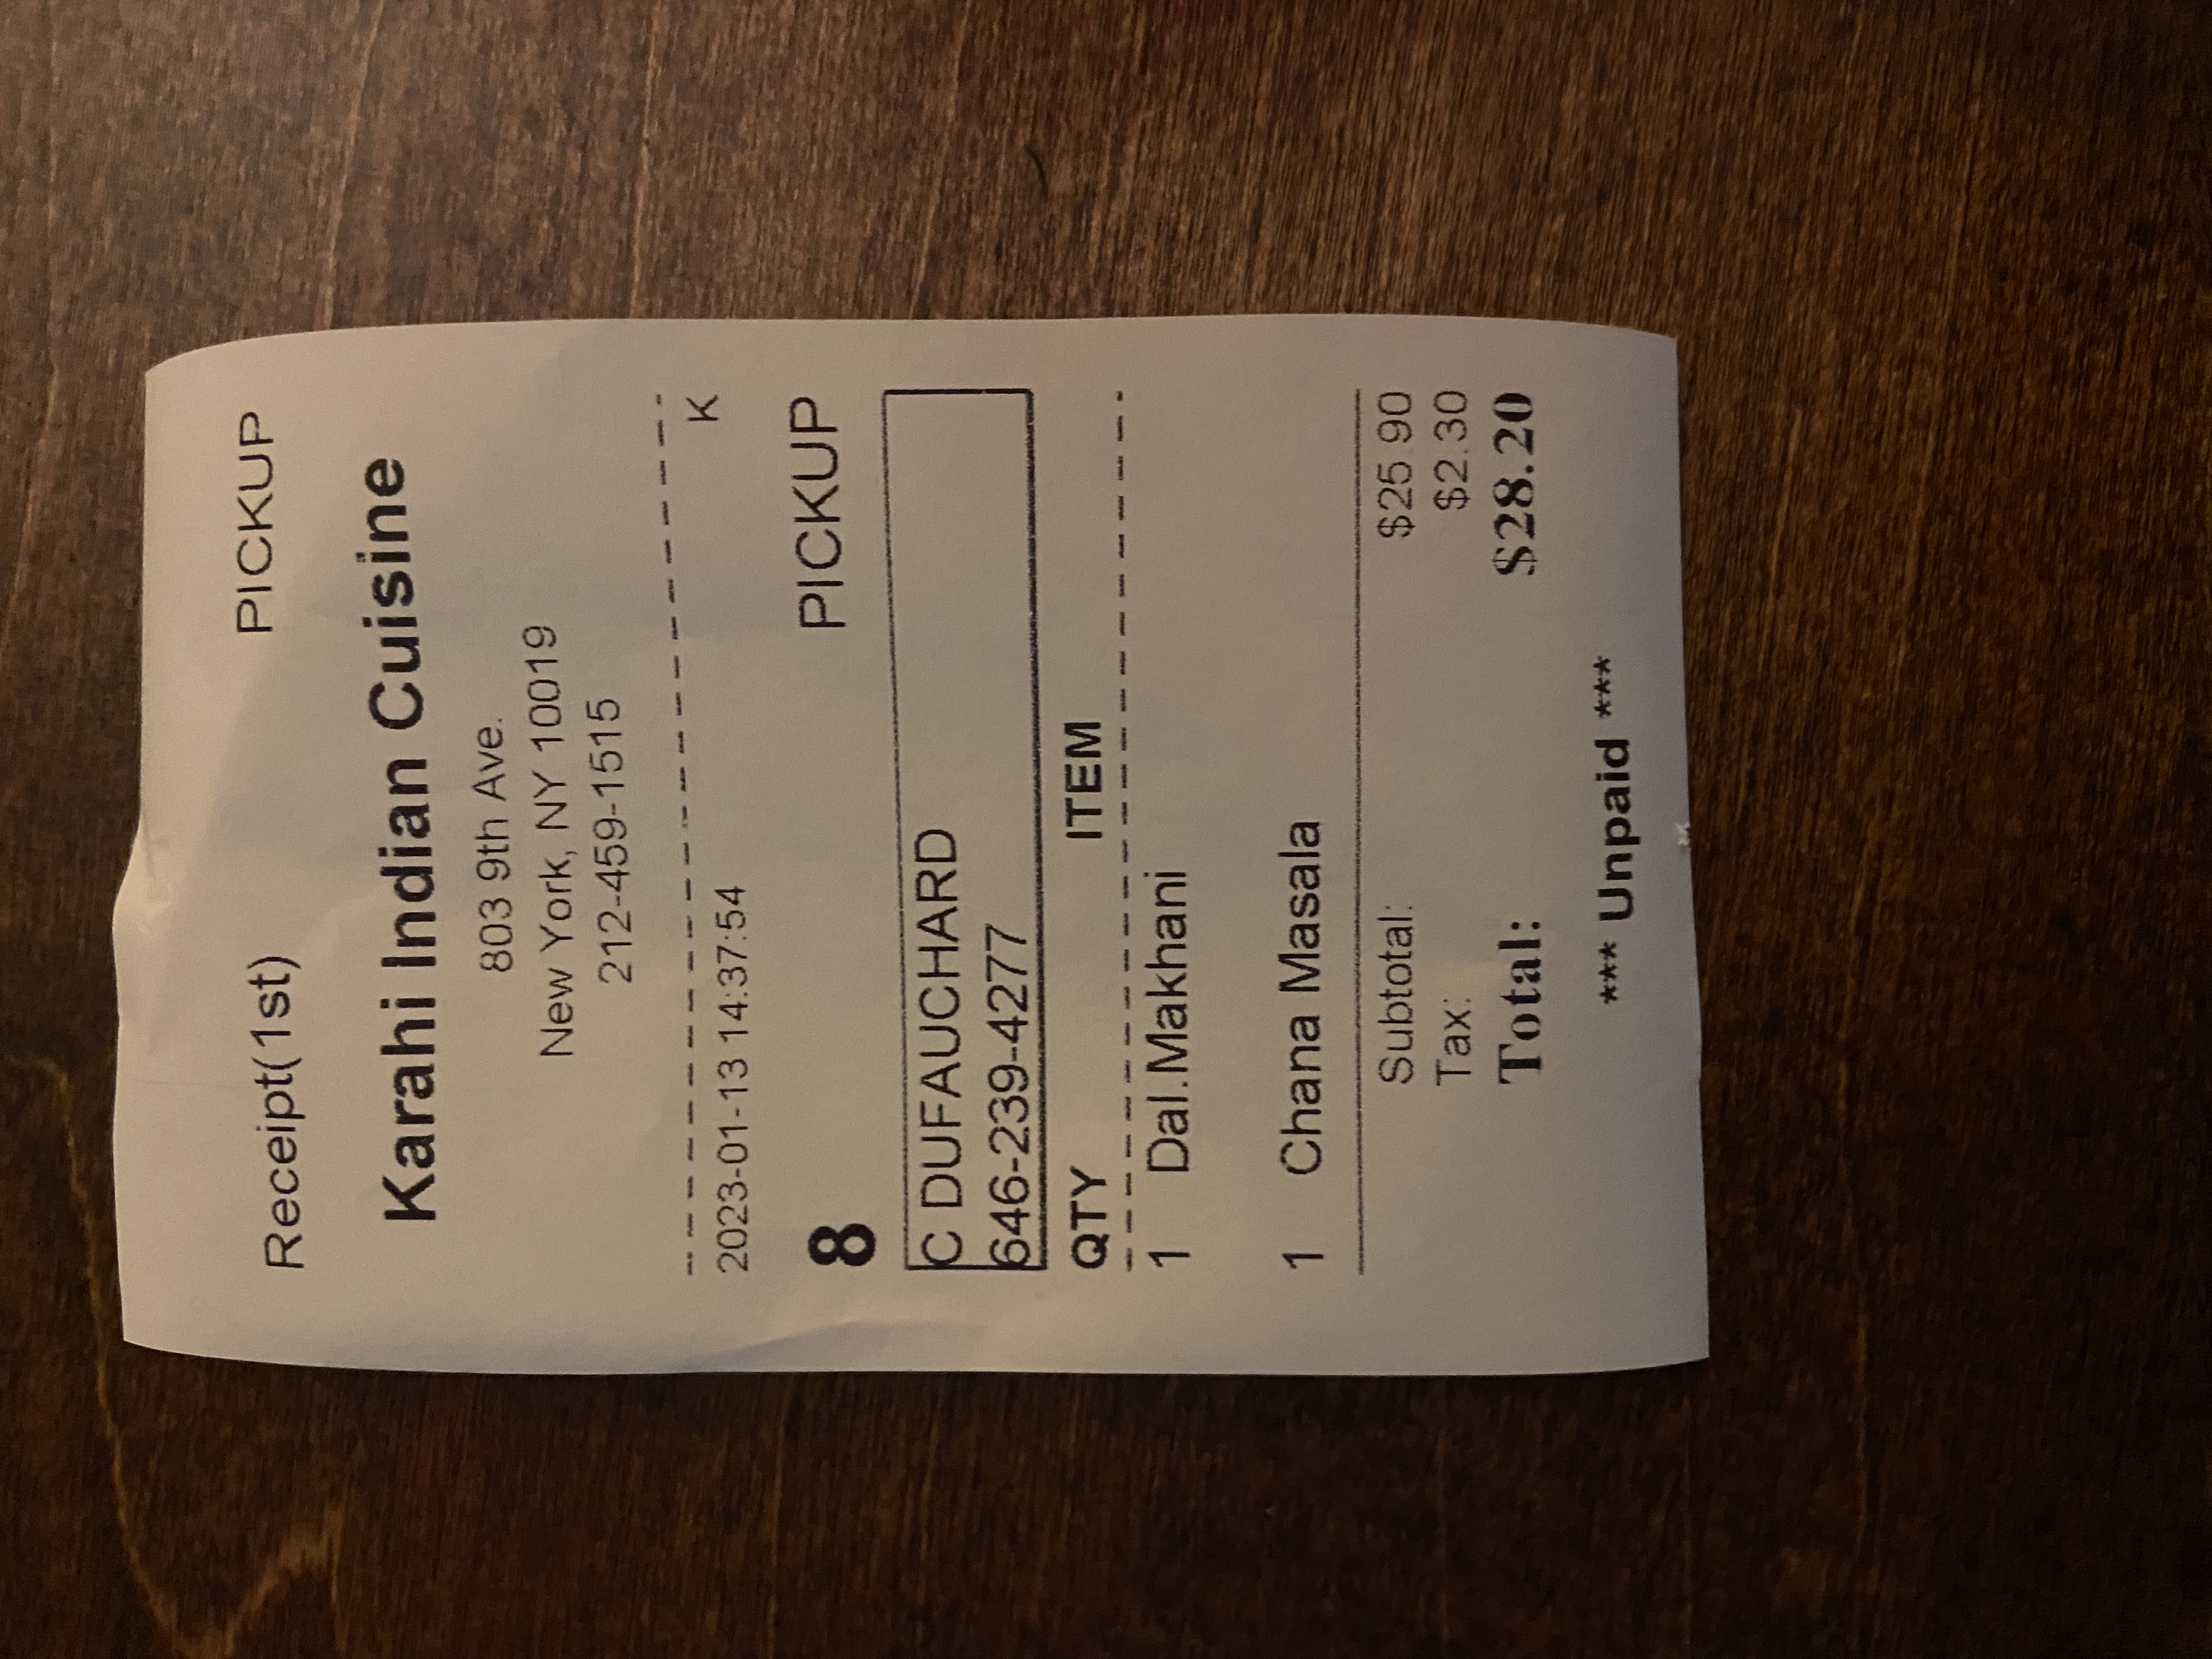 Receipt(1st) PICKUP
Karahi Indian Cuisine
803 9th Ave.
New York, NY 10019
212-459-1515
2023-01-13 14:37:54 K
8 PICKUP
C DUFAUCHARD
646-239-4277
QTY ITEM
1 Dal.Makhani
1 Chana Masala
Subtotal: $25.90
Tax: $2.30
Total: $28.20
*** Unpaid ***